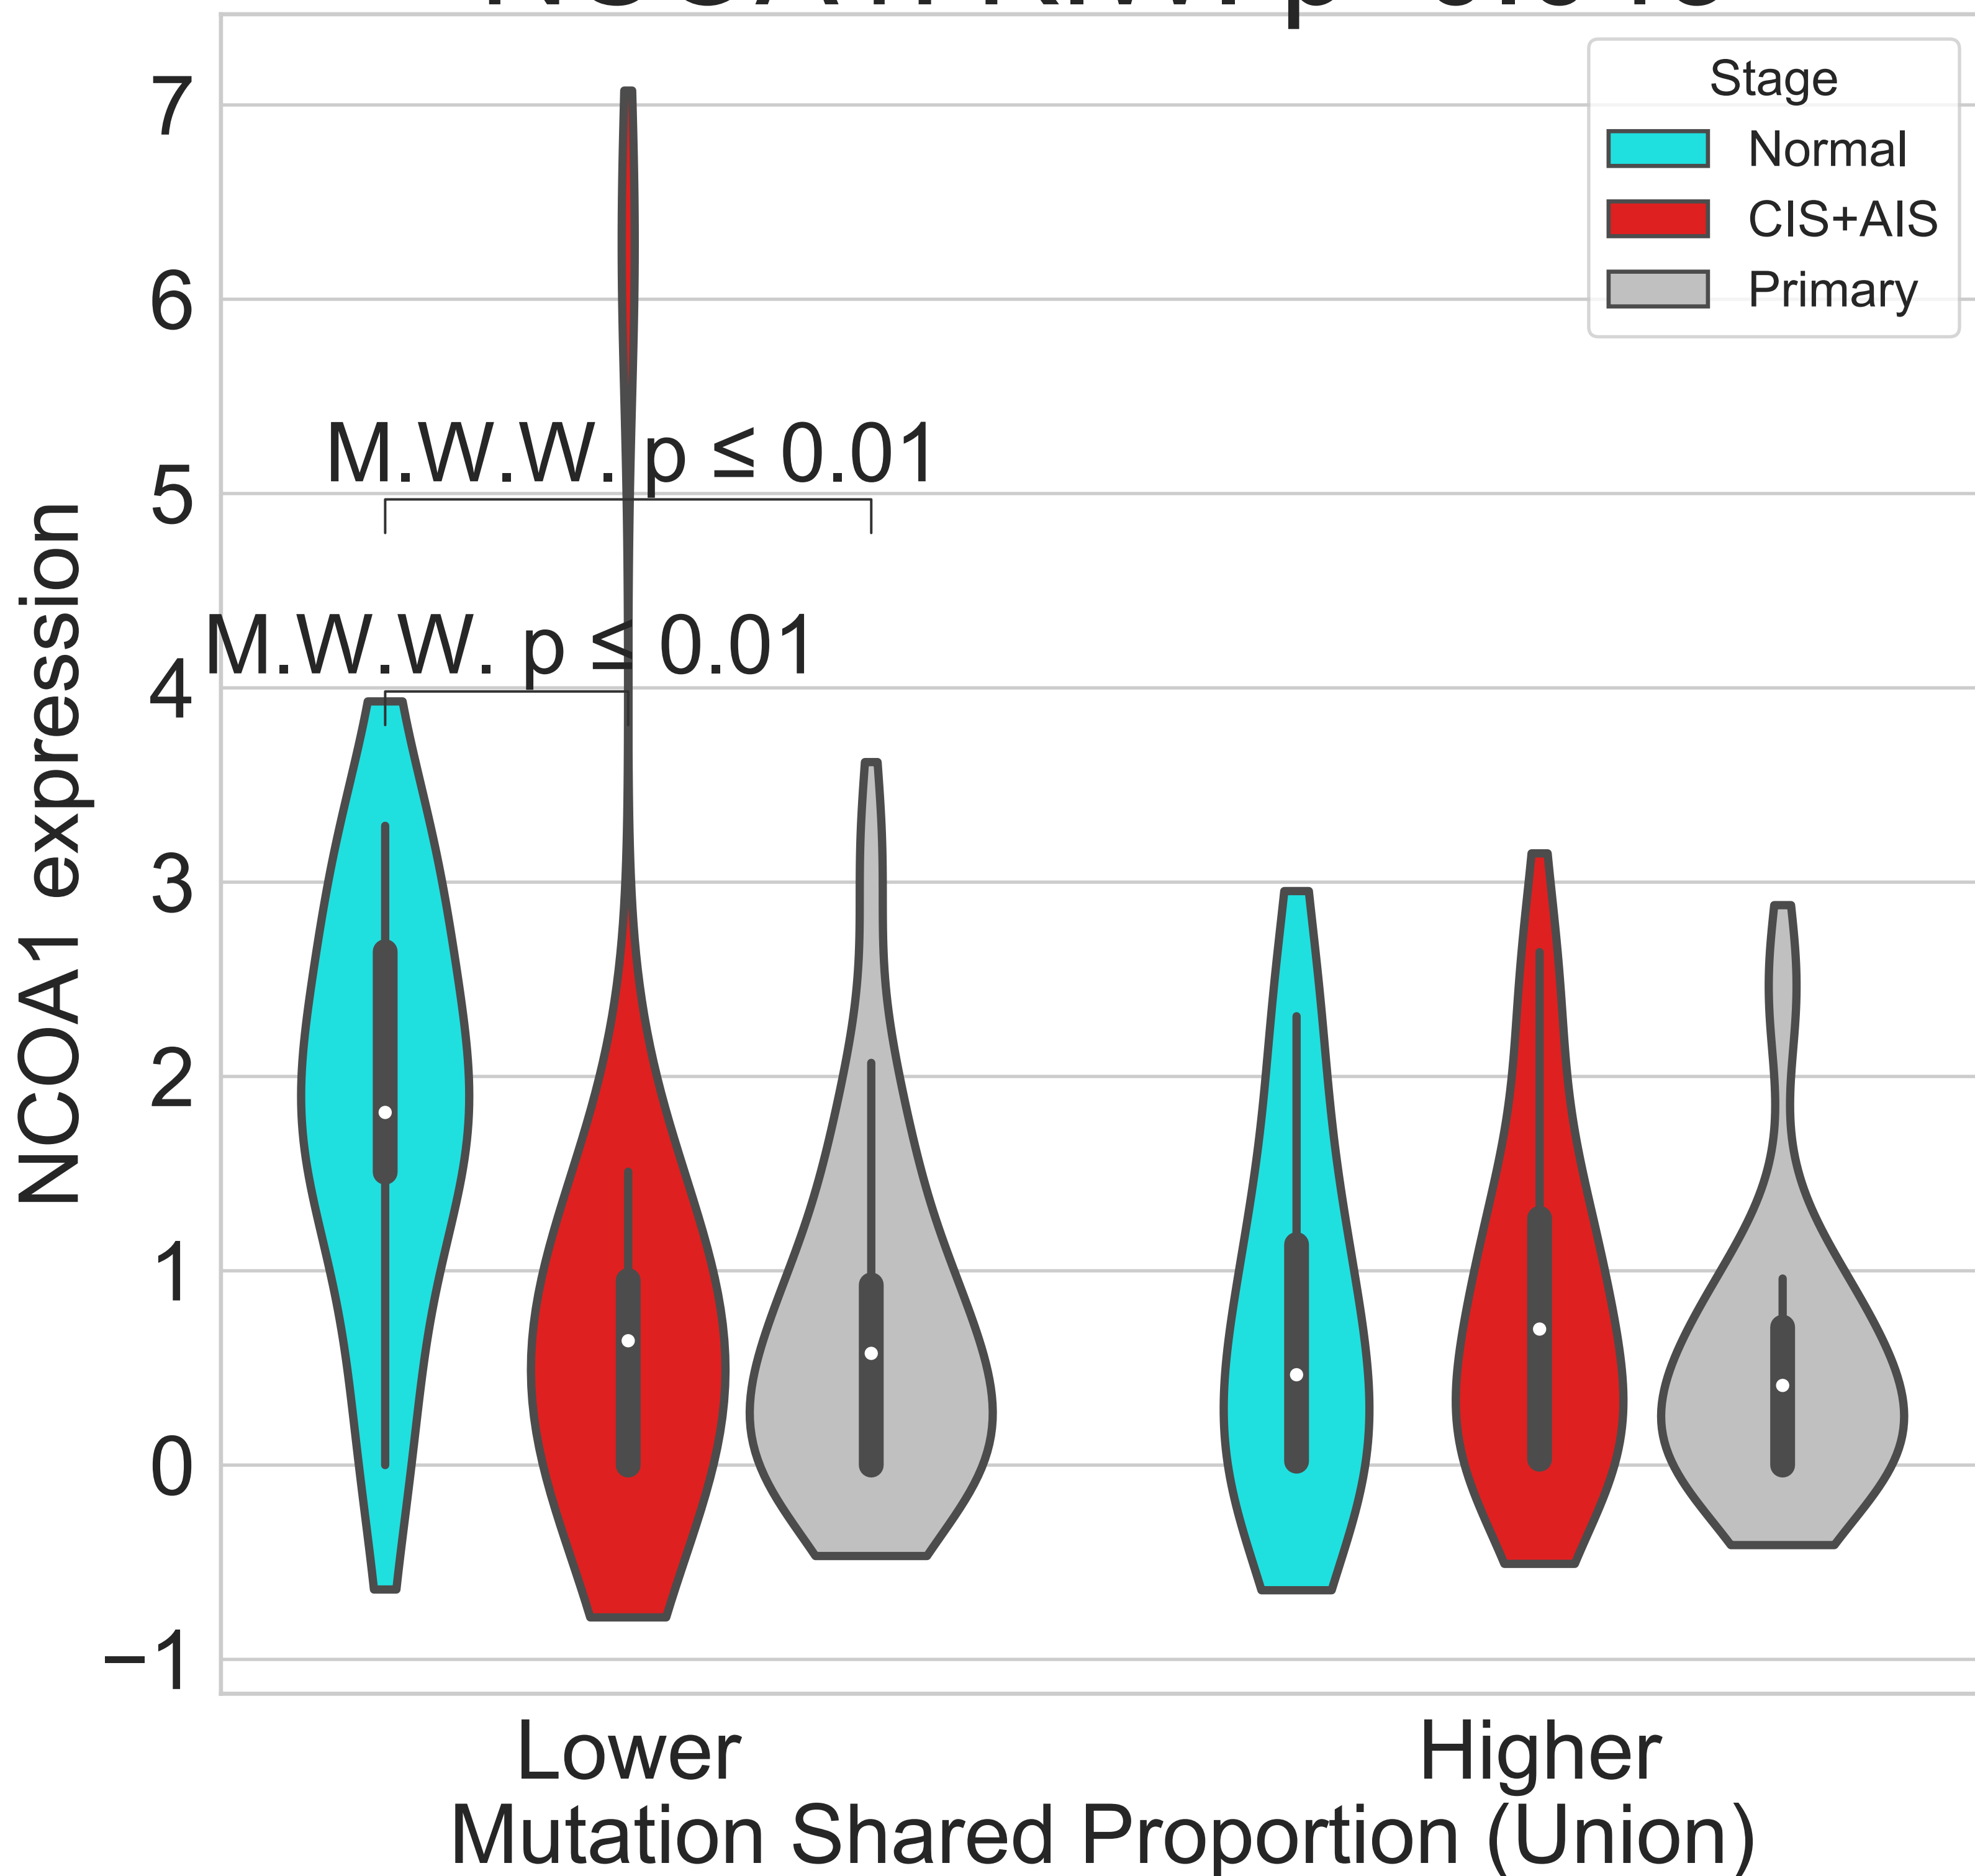 Stage
Normal
CIS+AIS
Primary
7
6
5
4
3
2
1
0
−1
NCOA1 expression
M.W.W. p ≤ 0.01
M.W.W. p ≤ 0.01
Lower
Higher
Mutation Shared Proportion (Union)